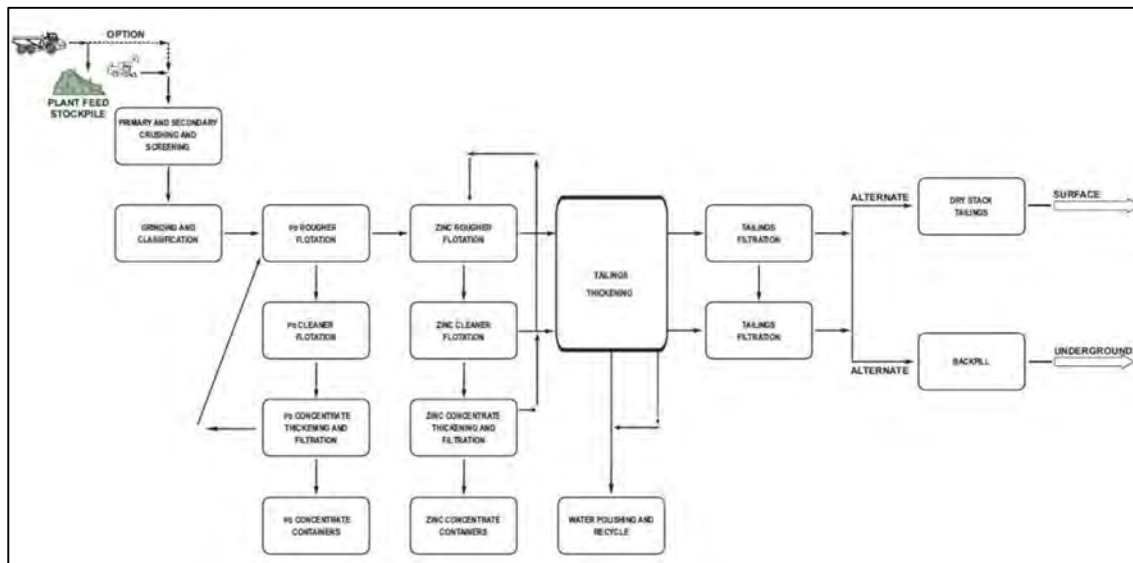 OPTION
PLANT FEED
STOCKPILE
PRIMARY AND SECONDARY
CRUSHING AND
SCREENING
GRINDING AND
CLASSIFICATION
Pb ROUGHER
FLOTATION
ZINC ROUGHER
FLOTATION
TAILINGS
THICKENING
TAILINGS
FILTRATION
ALTERNATE
DRY STACK
TAILINGS
SURFACE
Pb CLEANER
FLOTATION
ZINC CLEANER
FLOTATION
TAILINGS
FILTRATION
ALTERNATE
BACKFILL
UNDERGROUND
Pb CONCENTRATE
THICKENING AND
FILTRATION
ZINC CONCENTRATE
THICKENING AND
FILTRATION
Pb CONCENTRATE
CONTAINERS
ZINC CONCENTRATE
CONTAINERS
WATER POLISHING AND
RECYCLE